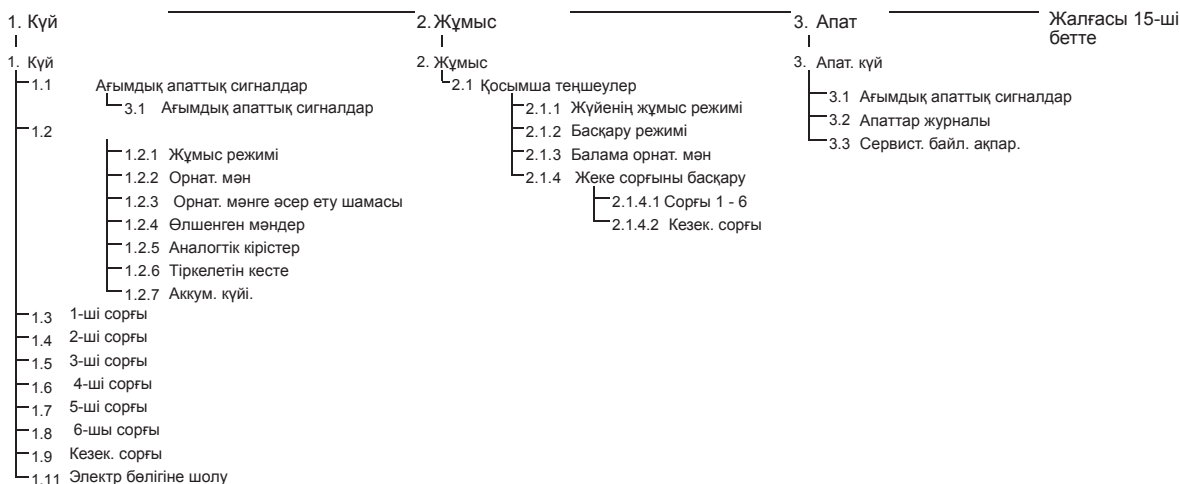 1. Күй
2. Жұмыс
3. Апат
Жалғасы 15-ші
бетте
1. Күй
1.1 Ағымдық апаттық сигналдар
3.1 Ағымдық апаттық сигналдар
1.2
1.2.1 Жұмыс режимі
1.2.2 Орнат. мән
1.2.3 Орнат. мәнге әсер ету шамасы
1.2.4 Өлшенген мәндер
1.2.5 Аналогтік кірістер
1.2.6 Тіркелетін кесте
1.2.7 Аккум. күйі.
1.3 1-ші сорғы
1.4 2-ші сорғы
1.5 3-ші сорғы
1.6 4-ші сорғы
1.7 5-ші сорғы
1.8 6-шы сорғы
1.9 Кезек. сорғы
1.11 Электр бөлігіне шолу
2. Жұмыс
2.1 Қосымша теңшеулер
2.1.1 Жүйенің жұмыс режимі
2.1.2 Басқару режимі
2.1.3 Балама орнат. мән
2.1.4 Жеке сорғыны басқару
2.1.4.1 Сорғы 1 - 6
2.1.4.2 Кезек. сорғы
3. Апат. күй
3.1 Ағымдық апаттық сигналдар
3.2 Апаттар журналы
3.3 Сервист. байл. ақпар.